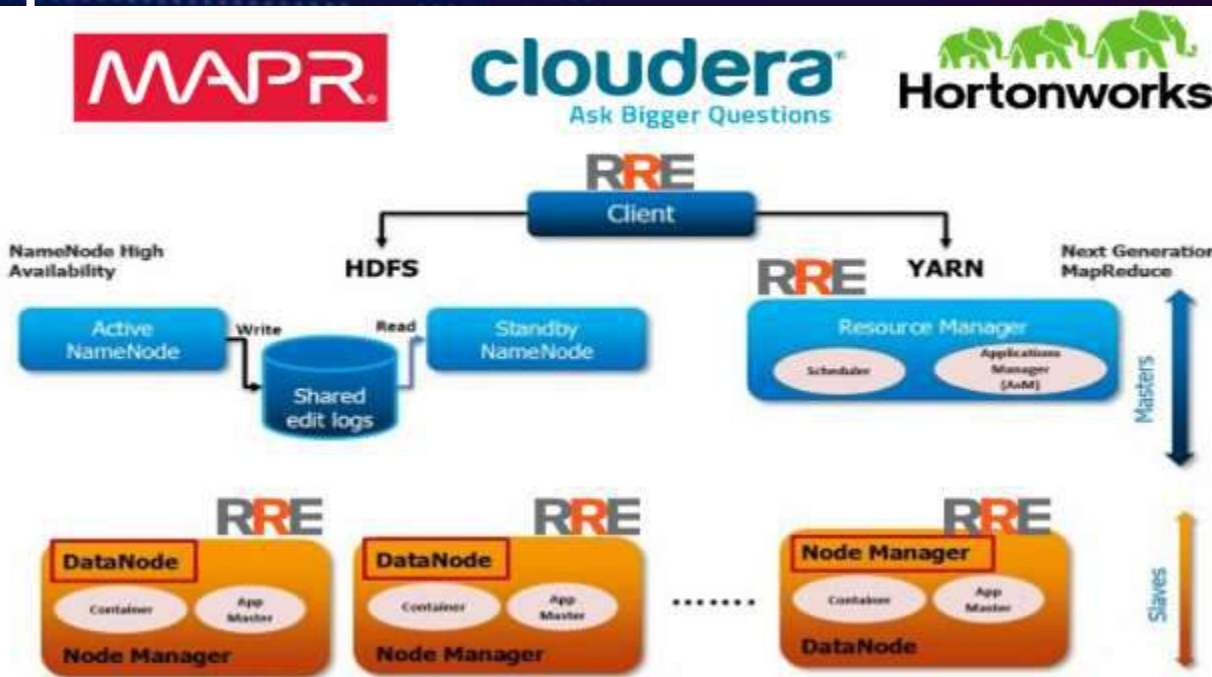 MAPR
cloudera
Ask Bigger Questions
Hortonworks
RRE
Client
NameNode High
Availability
HDFS
RRE
YARN
Next Generation
MapReduce
Active
NameNode
Write
Read
Standby
NameNode
Shared
edit logs
Resource Manager
Scheduler
Applications
Manager
(AsM)
Masters
RRE
RRE
RRE
DataNode
Container
App
Master
Node Manager
DataNode
Container
App
Master
Node Manager
.......
Node Manager
Container
App
Master
DataNode
Slaves